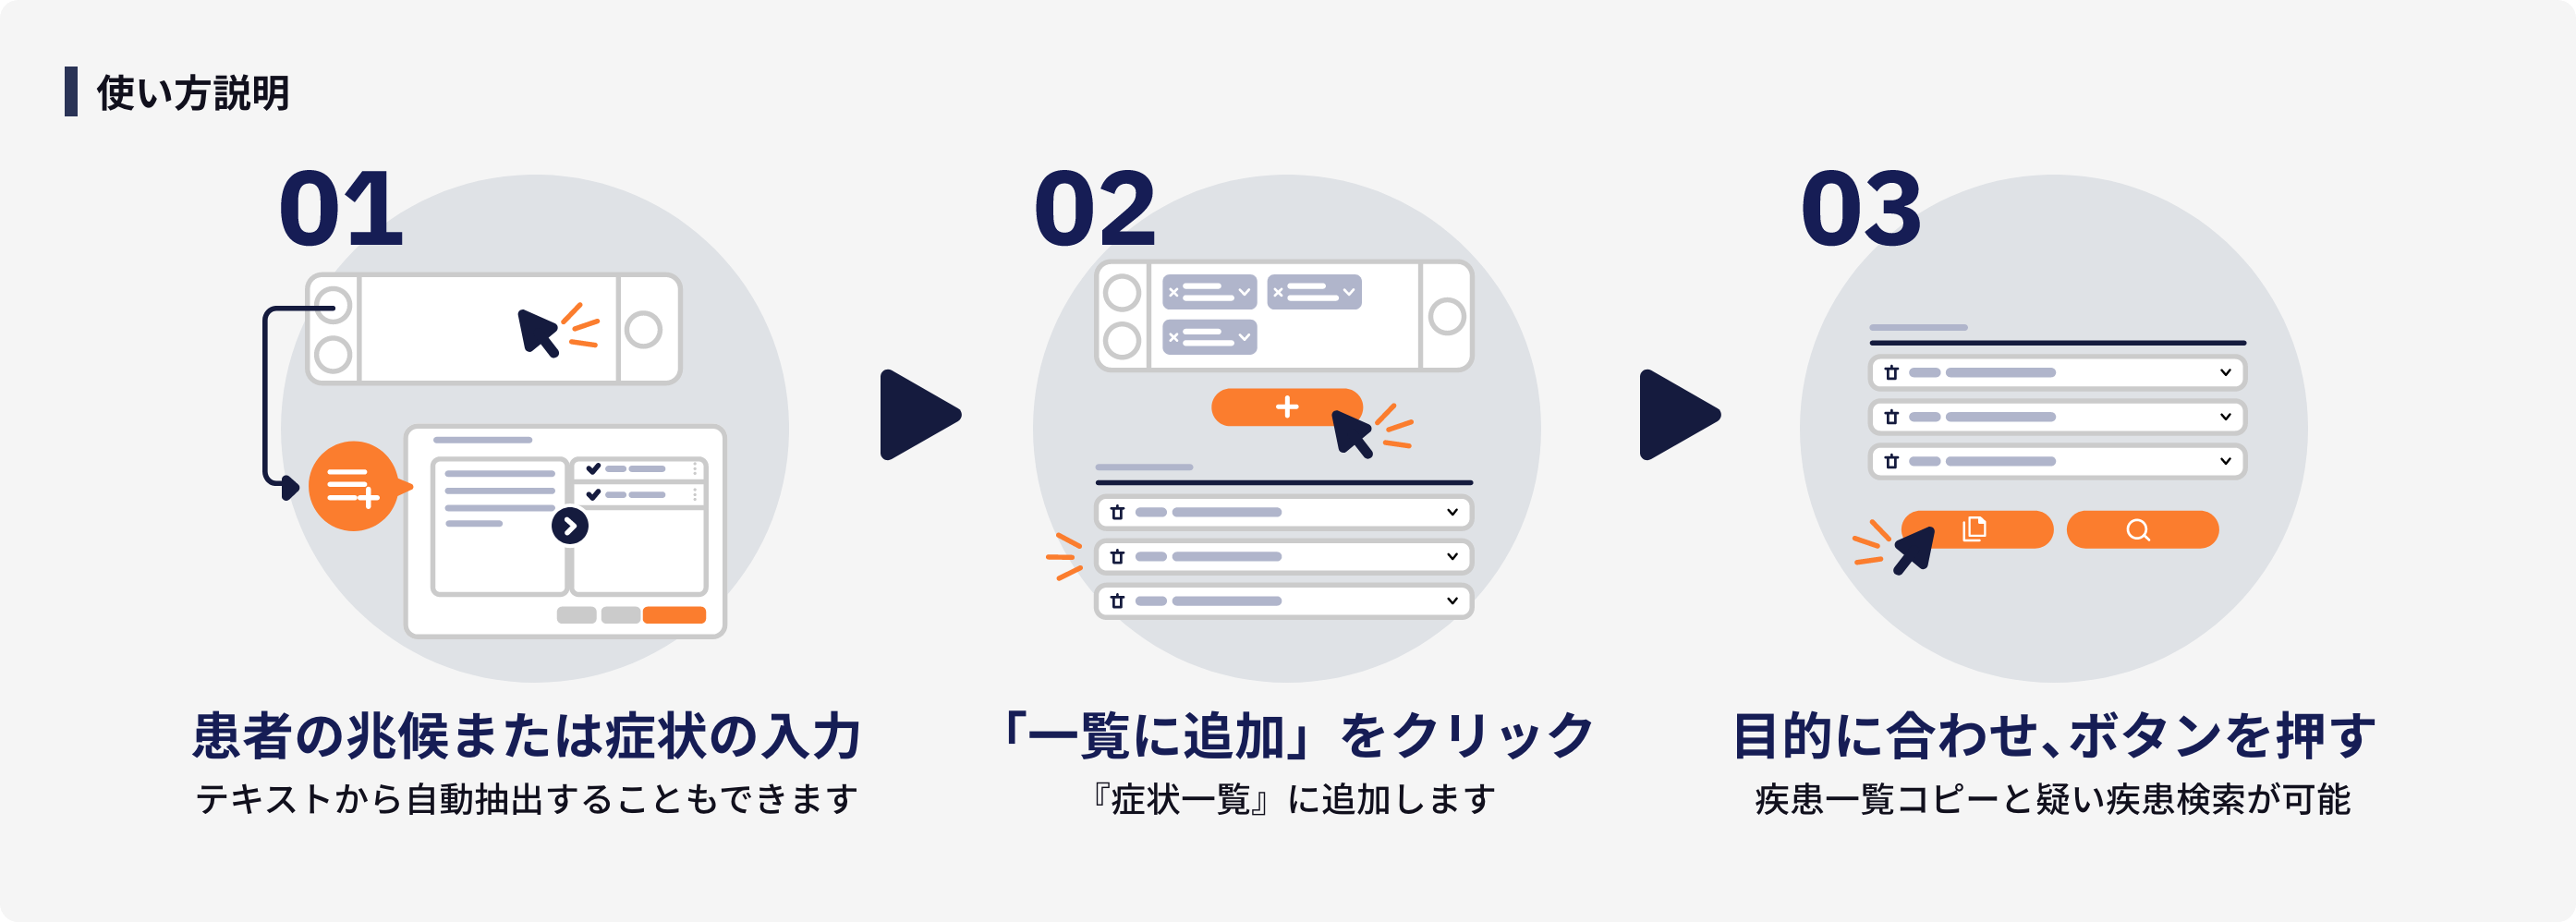 使い方説明
01
02
03
患者の兆候または症状の入力
テキストから自動抽出することもできます
「一覧に追加」をクリック
『症状一覧』に追加します
目的に合わせ、ボタンを押す
疾患一覧コピーと疑い疾患検索が可能